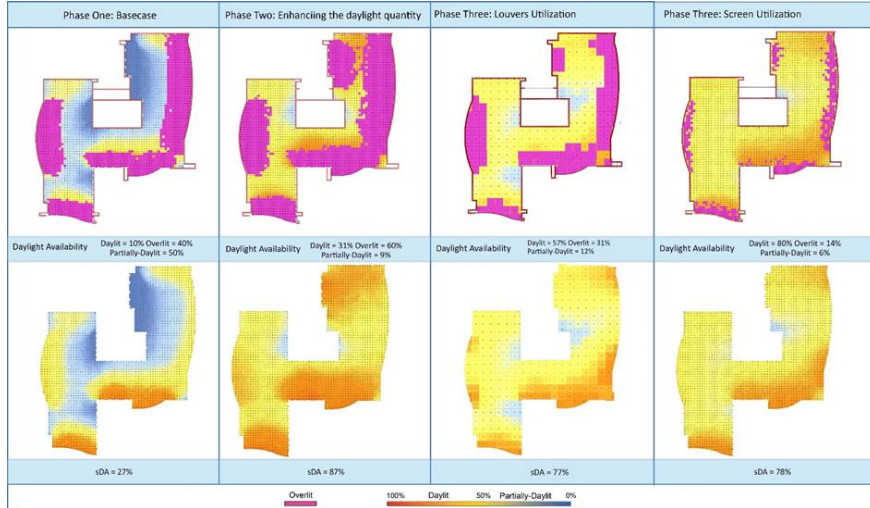 Phase One: Basecase
Phase Two: Enhanciing the daylight quantity
Phase Three: Louvers Utilization
Phase Three: Screen Utilization
Daylight Availability
Daylit = 10% Overlit = 40%
Partially-Daylit = 50%
Daylight Availability
Daylit = 31% Overlit = 60%
Partially-Daylit = 9%
Daylight Availability
Daylit = 57% Overlit = 31%
Partially-Daylit = 12%
Daylight Availability
Daylit = 80% Overlit = 14%
Partially-Daylit = 6%
sDA = 27%
sDA = 87%
sDA = 77%
sDA = 78%
Overlit
100% Daylit 50% Partially-Daylit 0%